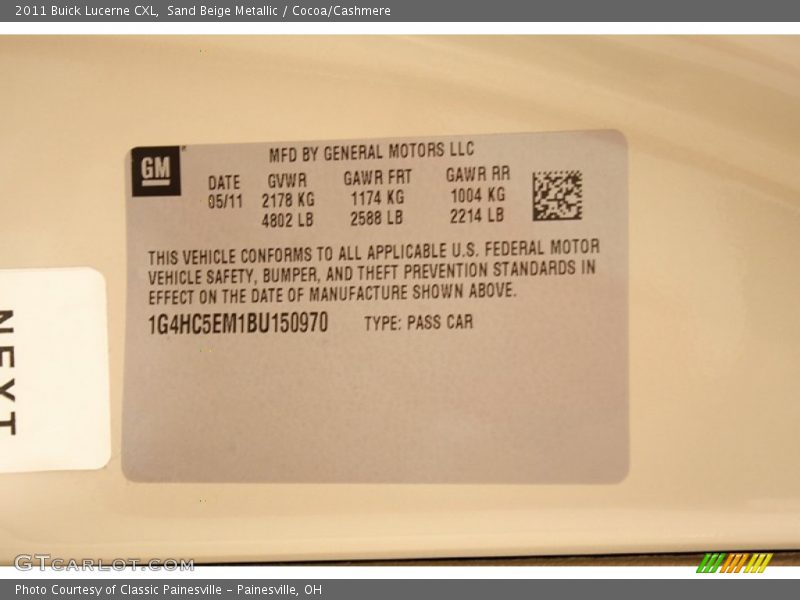 2011 Buick Lucerne CXL,  Sand Beige Metallic / Cocoa/Cashmere
GM
MFD BY GENERAL MOTORS LLC
DATE GVWR GAWR FRT GAWR RR
05/11 2178 KG 1174 KG 1004 KG
4802 LB 2588 LB 2214 LB
THIS VEHICLE CONFORMS TO ALL APPLICABLE U.S. FEDERAL MOTOR
VEHICLE SAFETY, BUMPER, AND THEFT PREVENTION STANDARDS IN
EFFECT ON THE DATE OF MANUFACTURE SHOWN ABOVE.
1G4HC5EM1BU150970 TYPE: PASS CAR
NEXT
GTCARLOT.COM
Photo Courtesy of Classic Painesville – Painesville, OH